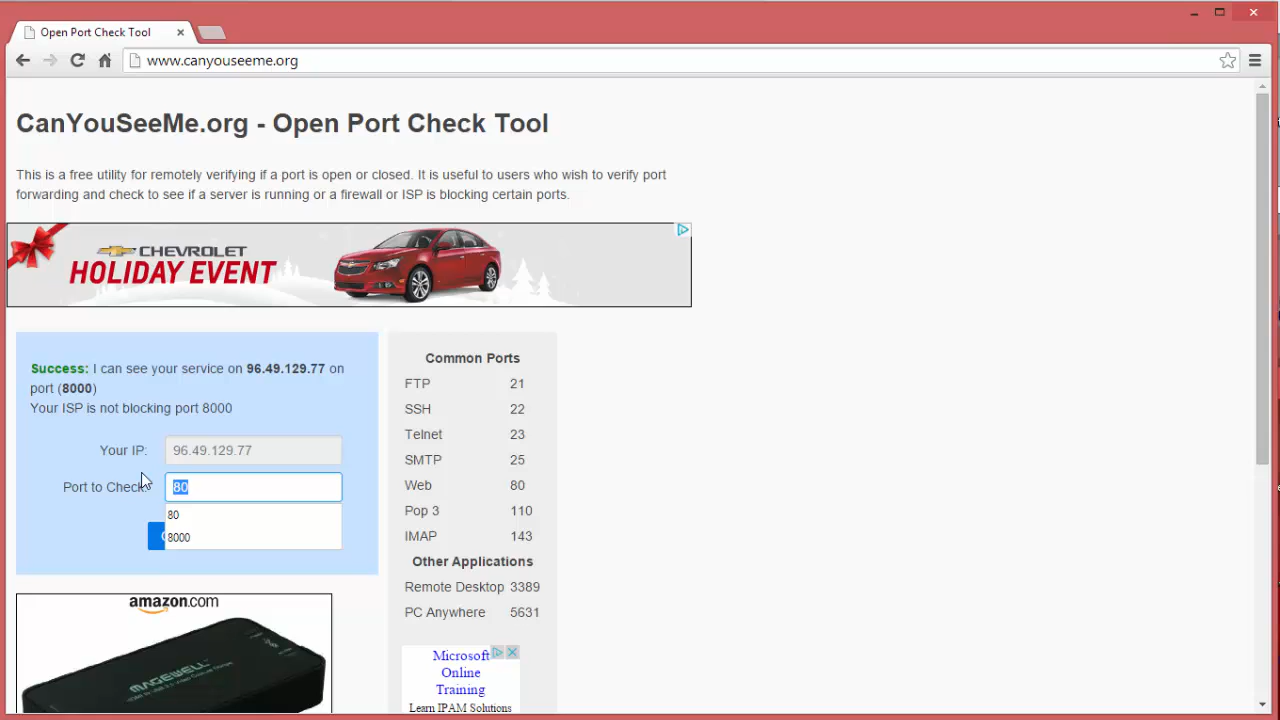 Open Port Check Tool
www.canyouseeme.org
CanYouSeeMe.org - Open Port Check Tool
This is a free utility for remotely verifying if a port is open or closed. It is useful to users who wish to verify port
forwarding and check to see if a server is running or a firewall or ISP is blocking certain ports.
CHEVROLET
HOLIDAY EVENT
Success: I can see your service on 96.49.129.77 on
port (8000)
Your ISP is not blocking port 8000
Your IP: 96.49.129.77
Port to Check: 80
80
8000
Common Ports
FTP 21
SSH 22
Telnet 23
SMTP 25
Web 80
Pop 3 110
IMAP 143
Other Applications
Remote Desktop 3389
PC Anywhere 5631
amazon.com
MAGEWELL
Microsoft
Online
Training
Learn IPAM Solutions